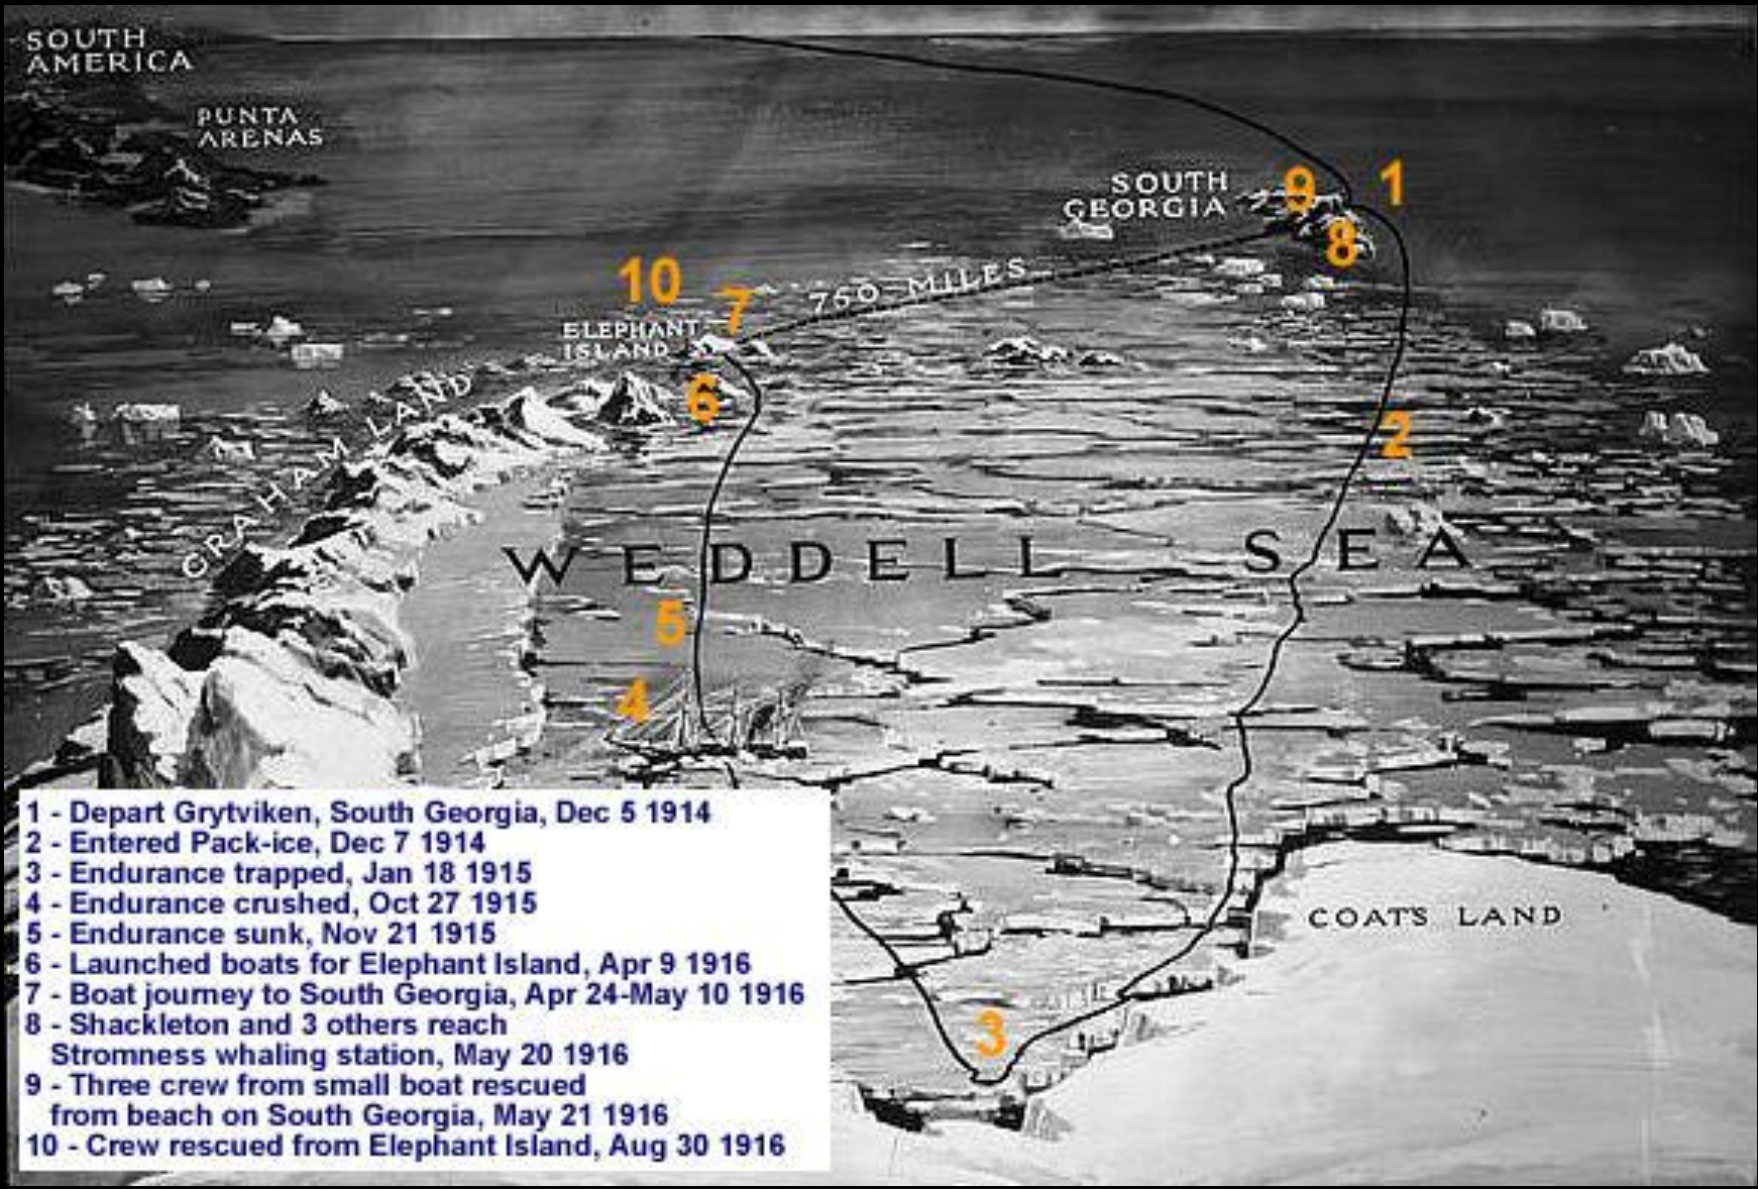 SOUTH
AMERICA
PUNTA
ARENAS
SOUTH
GEORGIA
9
1
8
10
7
750 MILES
ELEPHANT
ISLAND
6
GRAHAM LAND
2
WEDDELL SEA
5
4
COAT'S LAND
3
1 - Depart Grytviken, South Georgia, Dec 5 1914
2 - Entered Pack-ice, Dec 7 1914
3 - Endurance trapped, Jan 18 1915
4 - Endurance crushed, Oct 27 1915
5 - Endurance sunk, Nov 21 1915
6 - Launched boats for Elephant Island, Apr 9 1916
7 - Boat journey to South Georgia, Apr 24-May 10 1916
8 - Shackleton and 3 others reach
Stromness whaling station, May 20 1916
9 - Three crew from small boat rescued
from beach on South Georgia, May 21 1916
10 - Crew rescued from Elephant Island, Aug 30 1916